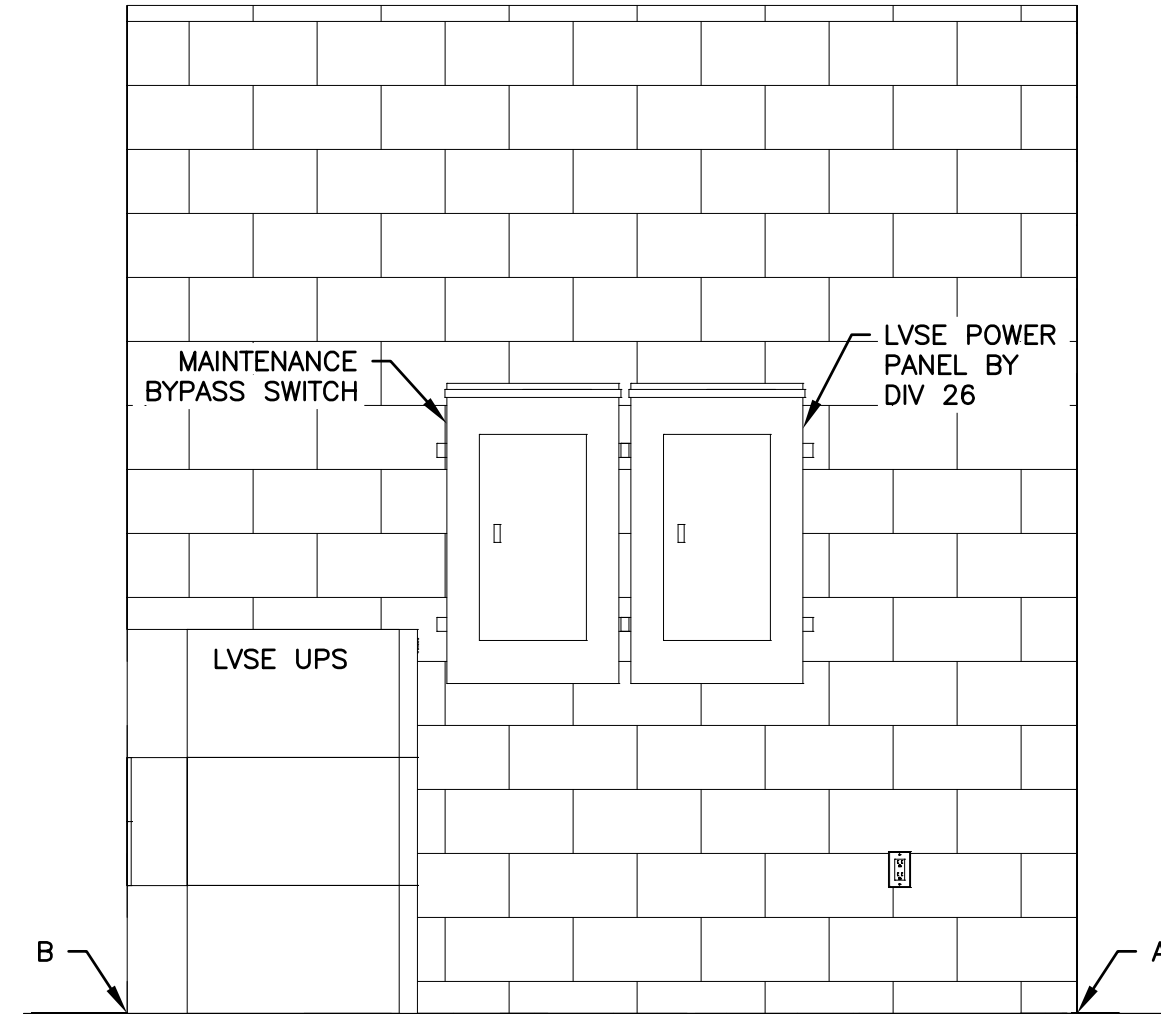 LVSE POWER
PANEL BY
DIV 26
MAINTENANCE
BYPASS SWITCH
LVSE UPS
B
A